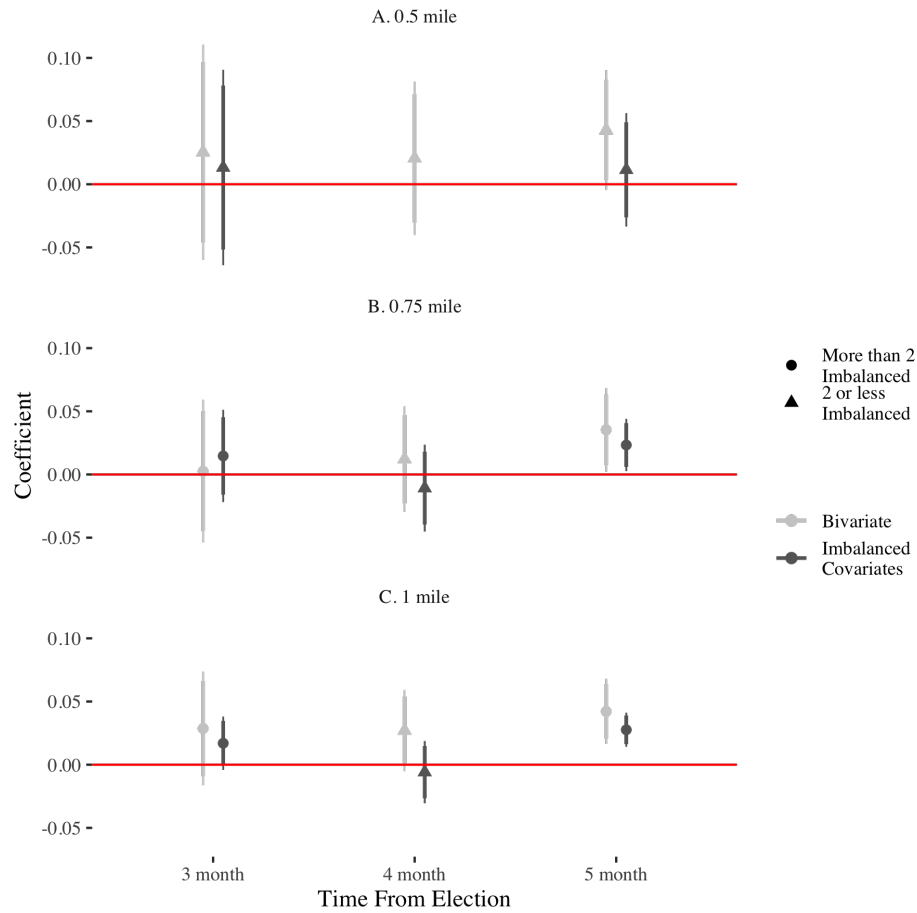 A. 0.5 mile
0.10
0.05
0.00
-0.05
B. 0.75 mile
0.10
0.05
0.00
-0.05
C. 1 mile
0.10
0.05
0.00
-0.05
3 month
4 month
5 month
Time From Election
Coefficient
More than 2
Imbalanced
2 or less
Imbalanced
Bivariate
Imbalanced
Covariates